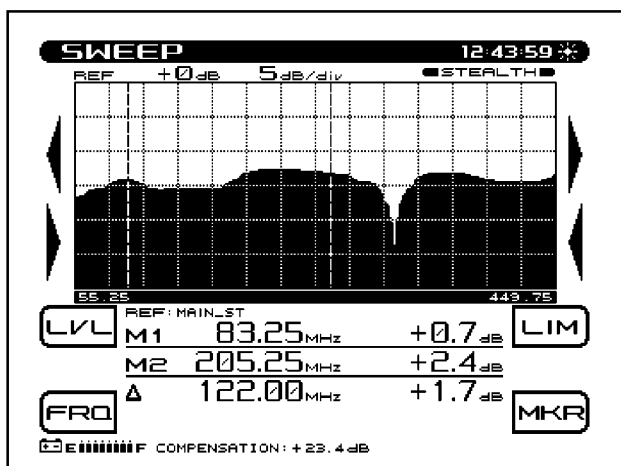 SWEEP 12:43:59
REF +0dB 5dB/div STEALTH
55.25 449.75
LVL
REF: MAIN_ST
M1 83.25MHz +0.7dB
LIM
M2 205.25MHz +2.4dB
Δ 122.00MHz +1.7dB
FRQ
MKR
E F COMPENSATION: +23.4dB